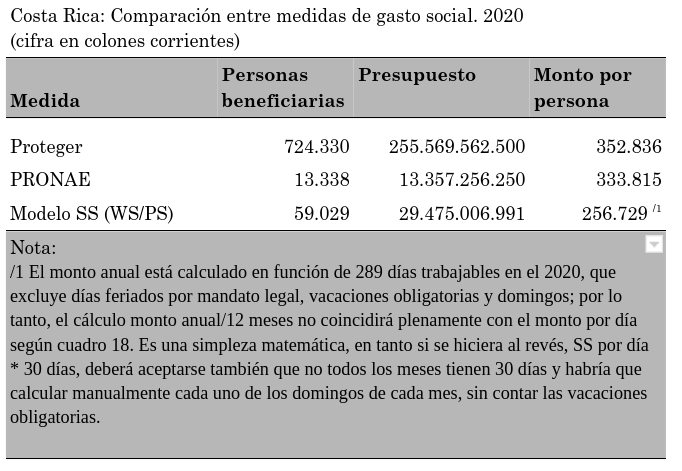 Costa Rica: Comparación entre medidas de gasto social. 2020
(cifra en colones corrientes)
Medida Personas beneficiarias Presupuesto Monto por persona
Proteger 724.330 255.569.562.500 352.836
PRONAE 13.338 13.357.256.250 333.815
Modelo SS (WS/PS) 59.029 29.475.006.991 256.729 /1
Nota:
/1 El monto anual está calculado en función de 289 días trabajables en el 2020, que
excluye días feriados por mandato legal, vacaciones obligatorias y domingos; por lo
tanto, el cálculo monto anual/12 meses no coincidirá plenamente con el monto por día
según cuadro 18. Es una simpleza matemática, en tanto si se hiciera al revés, SS por día
* 30 días, deberá aceptarse también que no todos los meses tienen 30 días y habría que
calcular manualmente cada uno de los domingos de cada mes, sin contar las vacaciones
obligatorias.